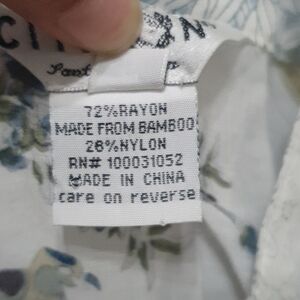 72%RAYON
MADE FROM BAMBOO
28%NYLON
RN# 100031052
MADE IN CHINA
care on reverse